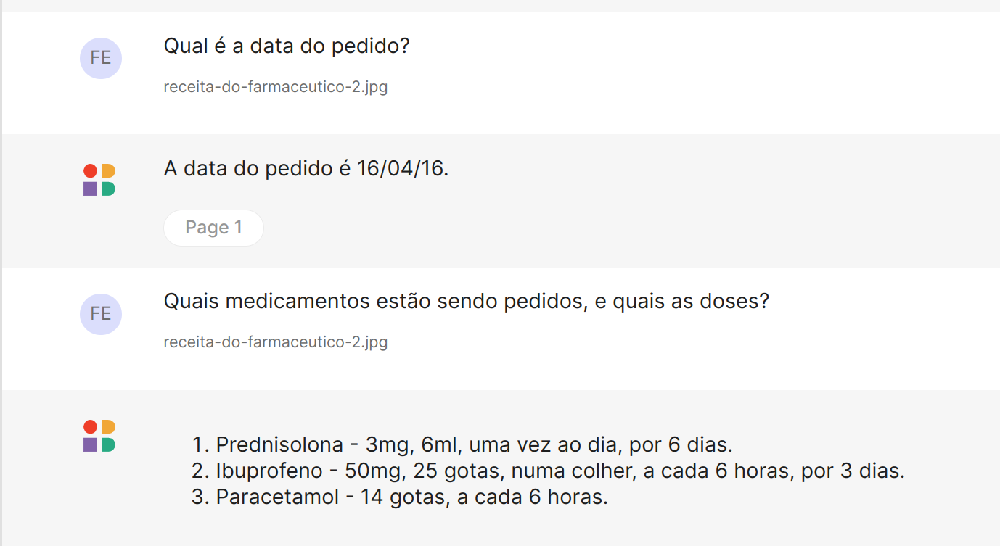 FE
Qual é a data do pedido?
receita-do-farmaceutico-2.jpg
A data do pedido é 16/04/16.
Page 1
FE
Quais medicamentos estão sendo pedidos, e quais as doses?
receita-do-farmaceutico-2.jpg
1. Prednisolona - 3mg, 6ml, uma vez ao dia, por 6 dias.
2. Ibuprofeno - 50mg, 25 gotas, numa colher, a cada 6 horas, por 3 dias.
3. Paracetamol - 14 gotas, a cada 6 horas.